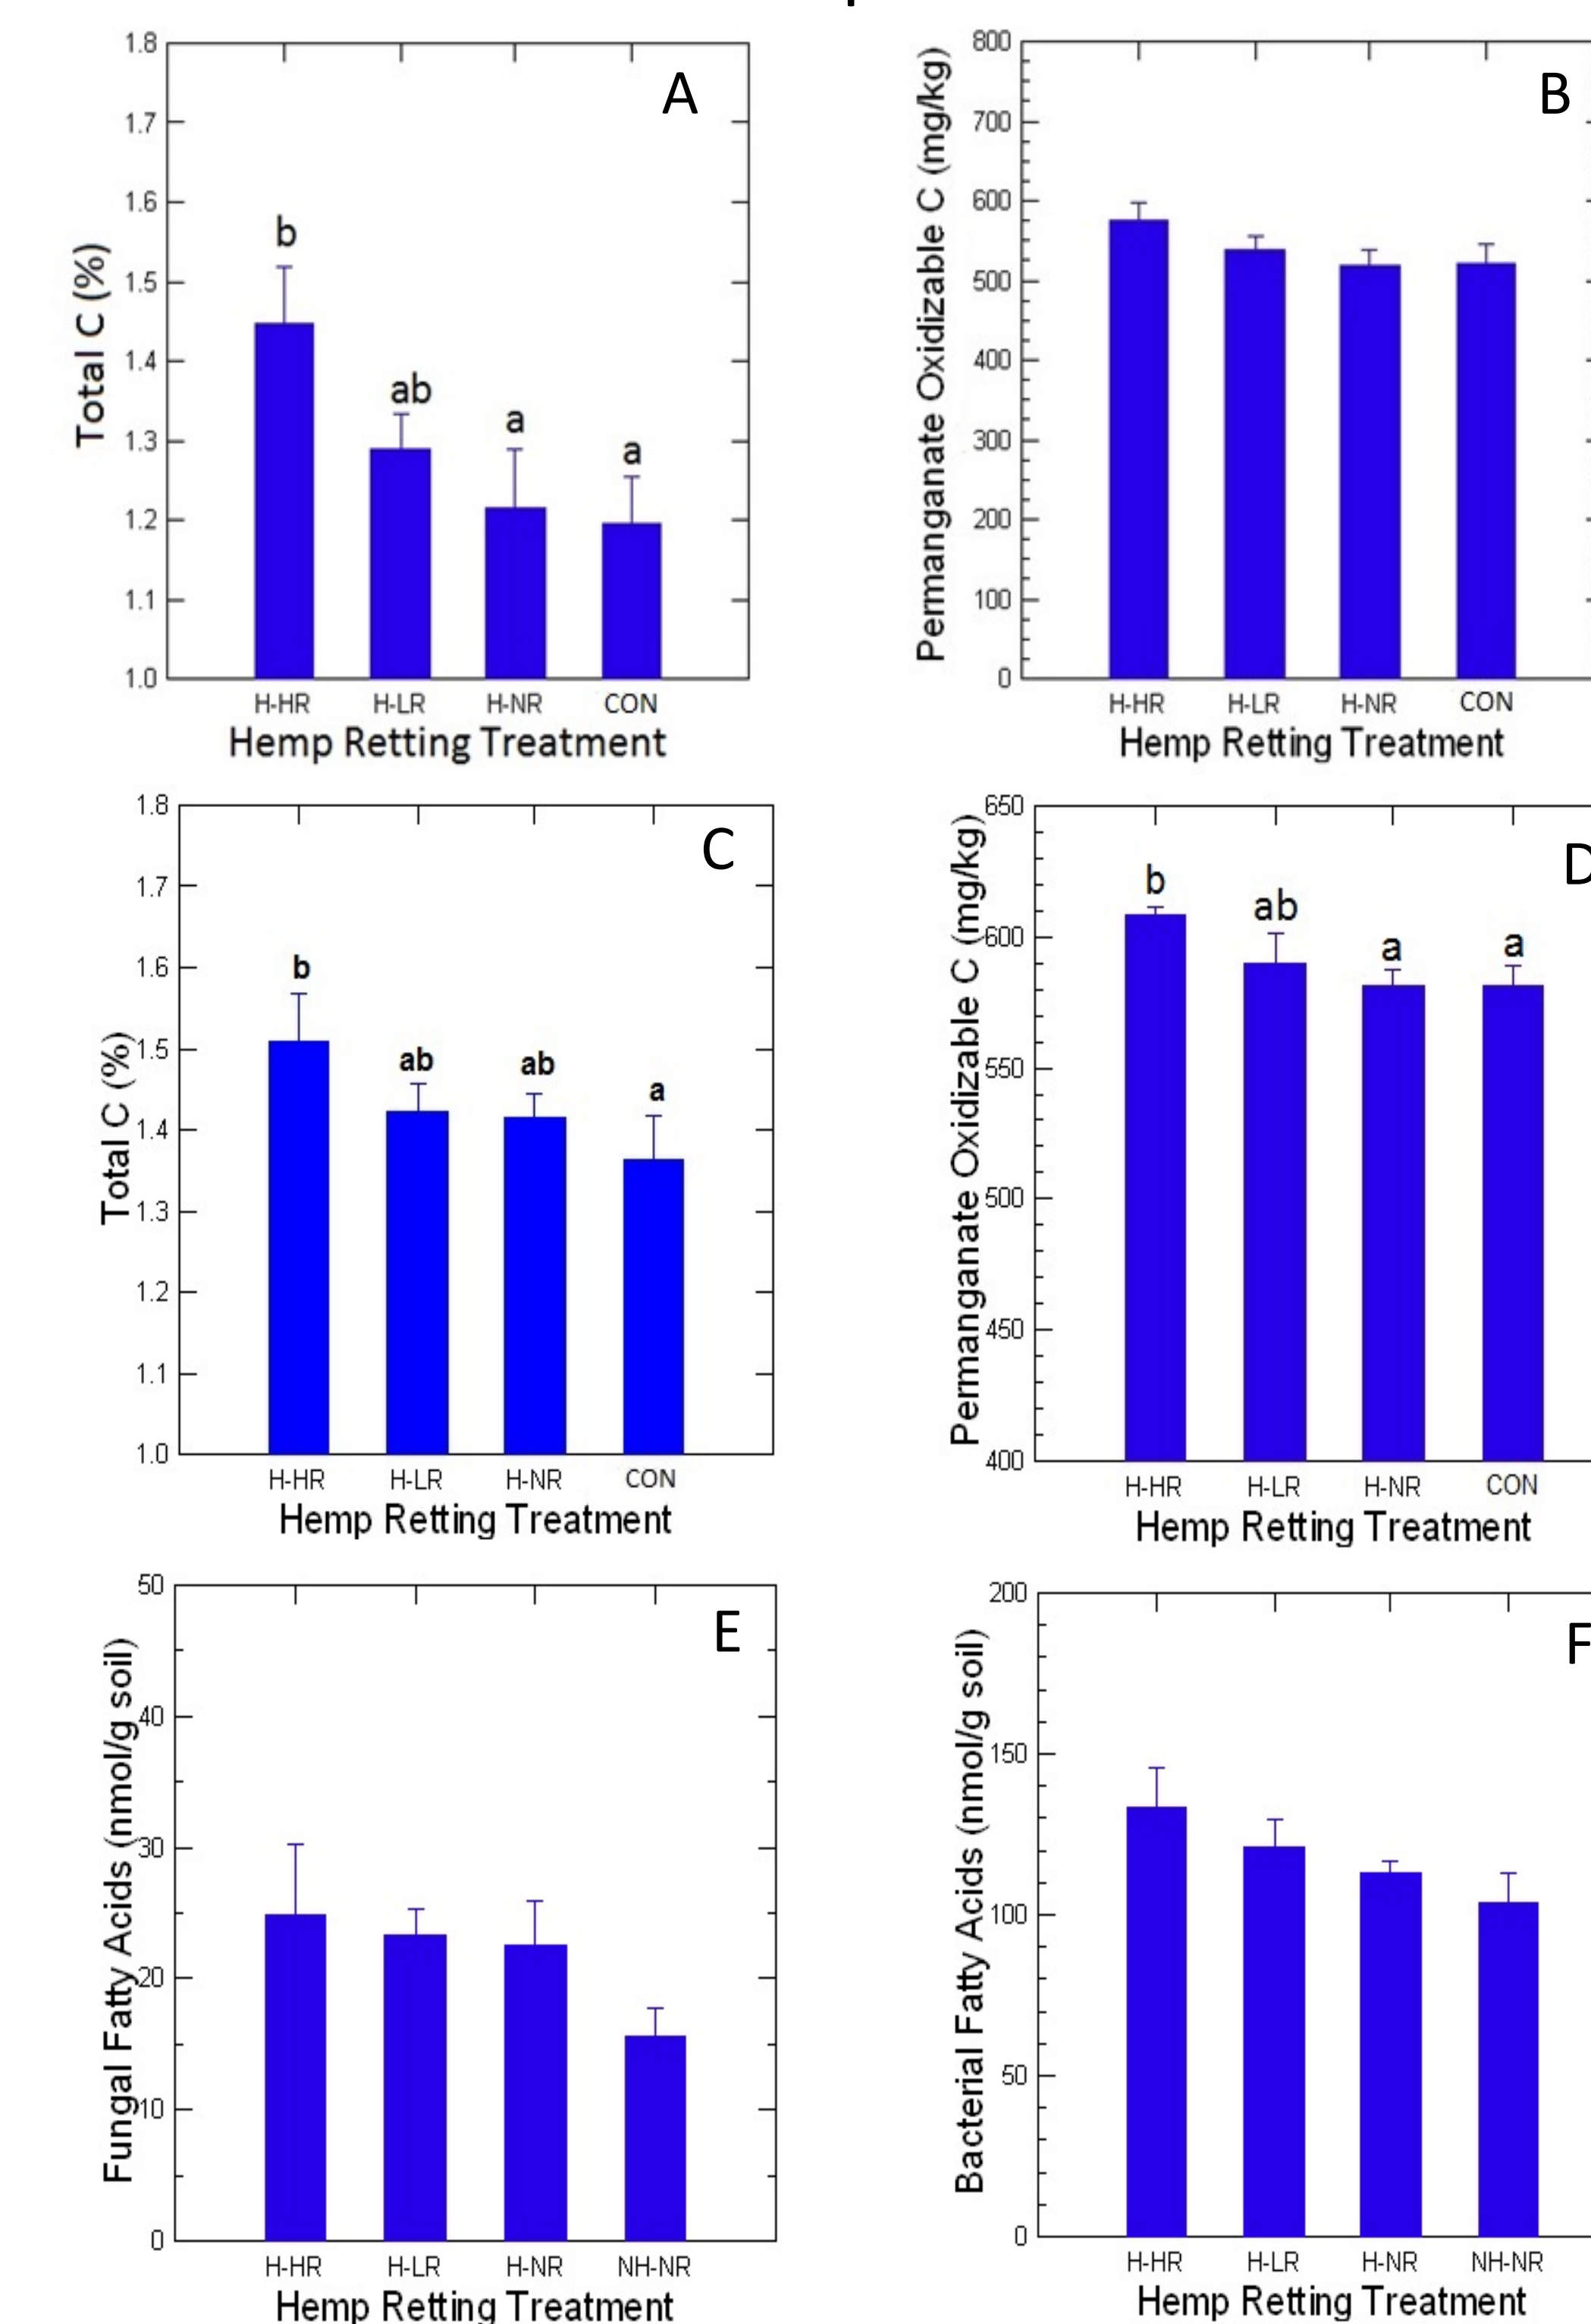 A
Total C (%)
1.8
1.7
1.6
1.5
1.4
1.3
1.2
1.1
1.0
b
ab
a
a
H-HR H-LR H-NR CON
Hemp Retting Treatment
B
Permanganate Oxidizable C (mg/kg)
800
700
600
500
400
300
200
100
0
H-HR H-LR H-NR CON
Hemp Retting Treatment
C
Total C (%)
1.8
1.7
1.6
1.5
1.4
1.3
1.2
1.1
1.0
b
ab
ab
a
H-HR H-LR H-NR CON
Hemp Retting Treatment
D
Permanganate Oxidizable C (mg/kg)
650
600
550
500
450
400
b
ab
a
a
H-HR H-LR H-NR CON
Hemp Retting Treatment
E
Fungal Fatty Acids (nmol/g soil)
50
40
30
20
10
0
H-HR H-LR H-NR NH-NR
Hemp Retting Treatment
F
Bacterial Fatty Acids (nmol/g soil)
200
150
100
50
0
H-HR H-LR H-NR NH-NR
Hemp Retting Treatment